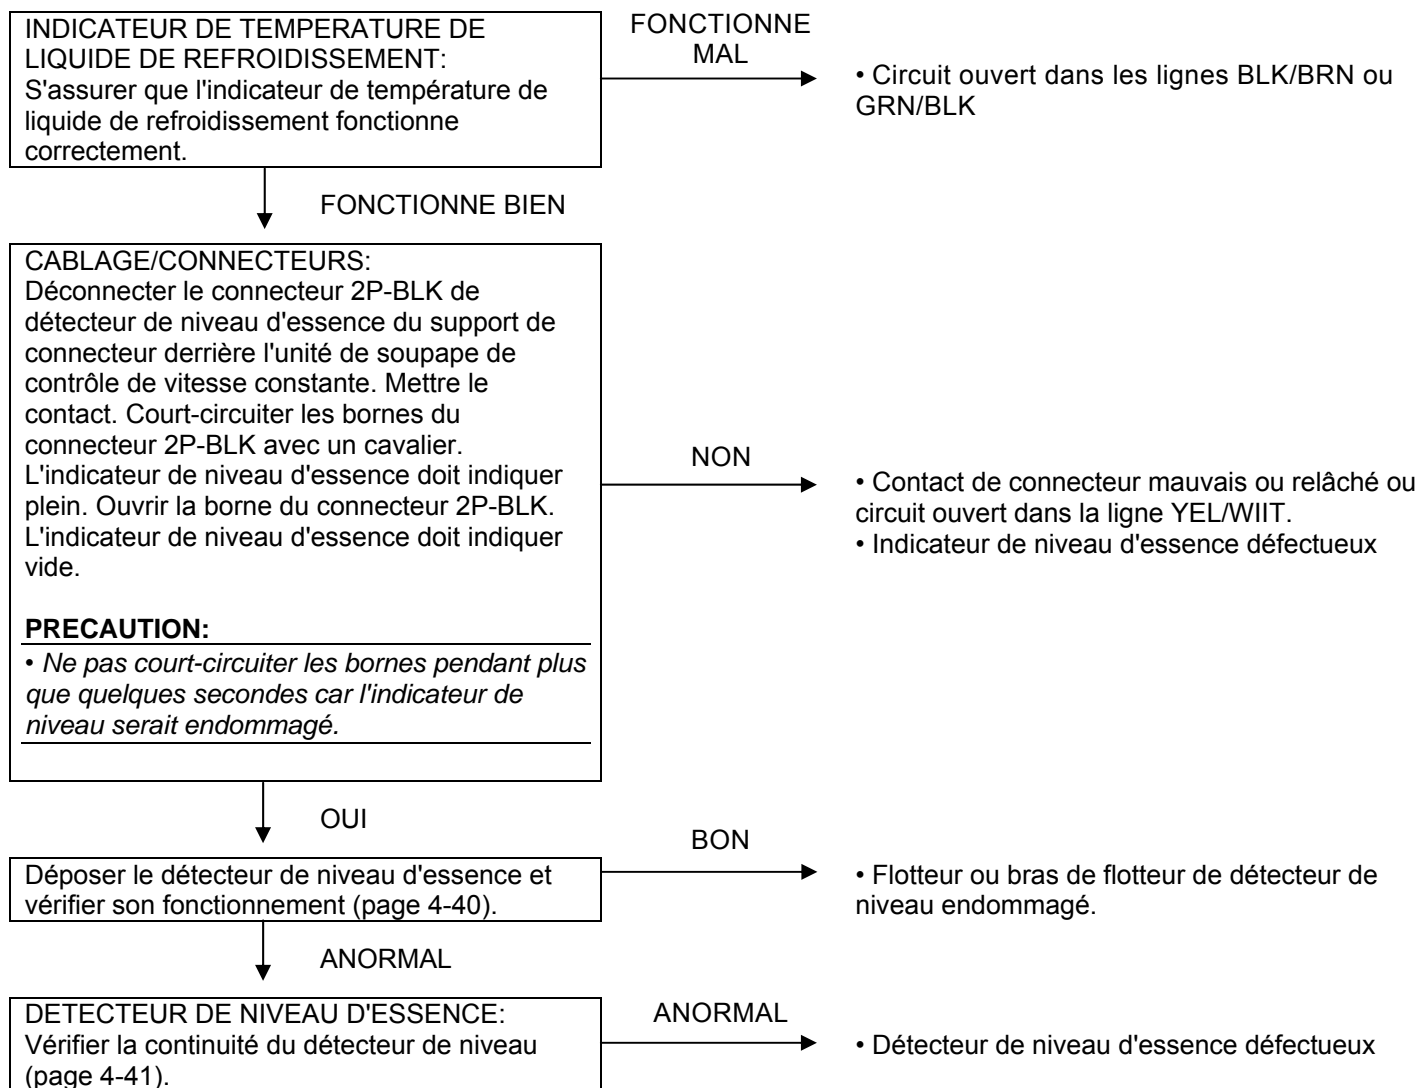 INDICATEUR DE TEMPERATURE DE
LIQUIDE DE REFROIDISSEMENT:
S'assurer que l'indicateur de température de
liquide de refroidissement fonctionne
correctement.
FONCTIONNE
MAL
• Circuit ouvert dans les lignes BLK/BRN ou
GRN/BLK
FONCTIONNE BIEN
CABLAGE/CONNECTEURS:
Déconnecter le connecteur 2P-BLK de
détecteur de niveau d'essence du support de
connecteur derrière l'unité de soupape de
contrôle de vitesse constante. Mettre le
contact. Court-circuiter les bornes du
connecteur 2P-BLK avec un cavalier.
L'indicateur de niveau d'essence doit indiquer
plein. Ouvrir la borne du connecteur 2P-BLK.
L'indicateur de niveau d'essence doit indiquer
vide.
PRECAUTION:
• Ne pas court-circuiter les bornes pendant plus
que quelques secondes car l'indicateur de
niveau serait endommagé.
NON
• Contact de connecteur mauvais ou relâché ou
circuit ouvert dans la ligne YEL/WIIT.
• Indicateur de niveau d'essence défectueux
OUI
Déposer le détecteur de niveau d'essence et
vérifier son fonctionnement (page 4-40).
BON
• Flotteur ou bras de flotteur de détecteur de
niveau endommagé.
ANORMAL
DETECTEUR DE NIVEAU D'ESSENCE:
Vérifier la continuité du détecteur de niveau
(page 4-41).
ANORMAL
• Détecteur de niveau d'essence défectueux